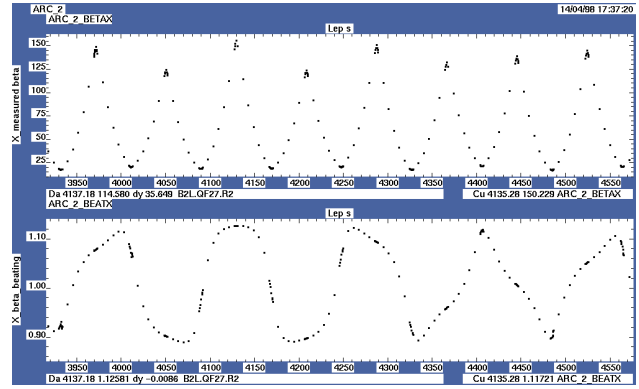 ARC_2 14/04/98 17:37:20
ARC_2_BETAX
Lep s
X_measured beta
150
125
100
75
50
25
3950 4000 4050 4100 4150 4200 4250 4300 4350 4400 4450 4500 4550
Da 4137.18 114.580 dy 35.649 B2L.QF27.R2 Cu 4135.28 150.229 ARC_2_BETAX
ARC_2_BEATX
Lep s
X_beta_beating
1.10
1.00
0.90
3950 4000 4050 4100 4150 4200 4250 4300 4350 4400 4450 4500 4550
Da 4137.18 1.12581 dy -0.0086 B2L.QF27.R2 Cu 4135.28 1.11721 ARC_2_BEATX